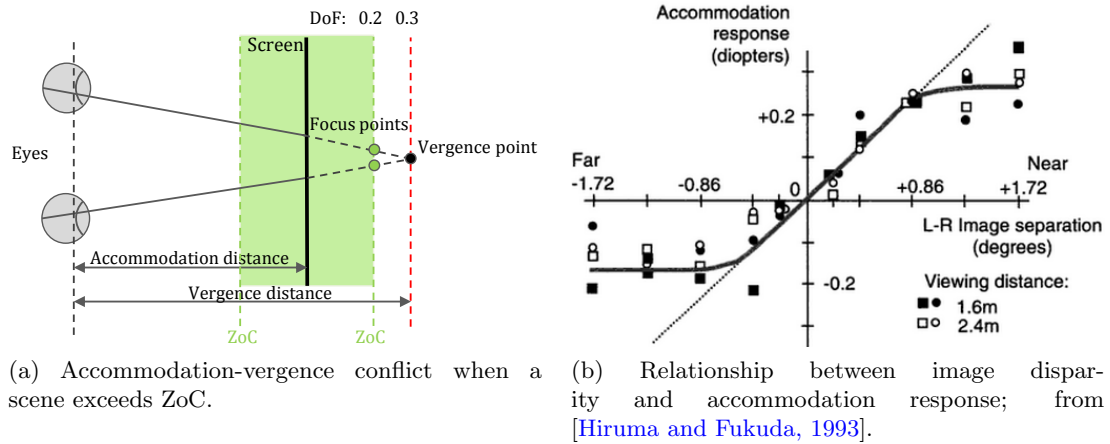 DoF: 0.2 0.3
Screen
Focus points
Vergence point
Eyes
Accommodation distance
Vergence distance
ZoC
ZoC
(a) Accommodation-vergence conflict when a
scene exceeds ZoC.
Accommodation
response
(diopters)
+0.2
Far
Near
-1.72
-0.86
0
+0.86
+1.72
L-R Image separation
(degrees)
-0.2
Viewing distance:
1.6m
2.4m
(b) Relationship between image dispar-
ity and accommodation response; from
[Hiruma and Fukuda, 1993].